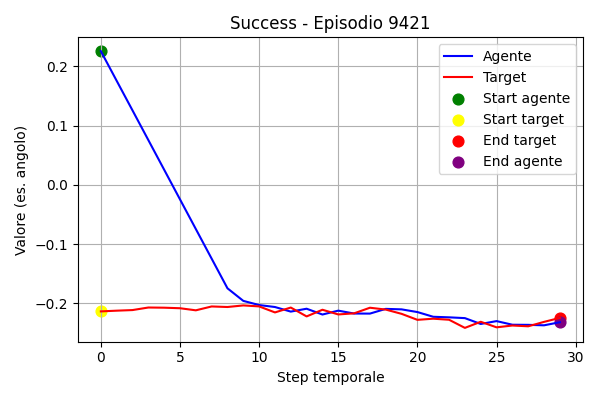 Success - Episodio 9421
Valore (es. angolo)
0.2
0.1
0.0
−0.1
−0.2
Agente
Target
Start agente
Start target
End target
End agente
0 5 10 15 20 25 30
Step temporale